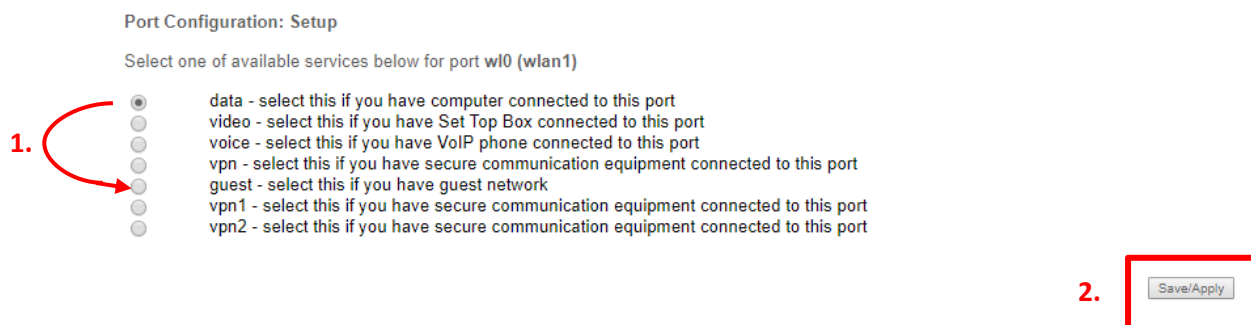 Port Configuration: Setup
Select one of available services below for port wl0 (wlan1)
data - select this if you have computer connected to this port
video - select this if you have Set Top Box connected to this port
voice - select this if you have VoIP phone connected to this port
1.
vpn - select this if you have secure communication equipment connected to this port
guest - select this if you have guest network
vpn1 - select this if you have secure communication equipment connected to this port
vpn2 - select this if you have secure communication equipment connected to this port
2.
Save/Apply